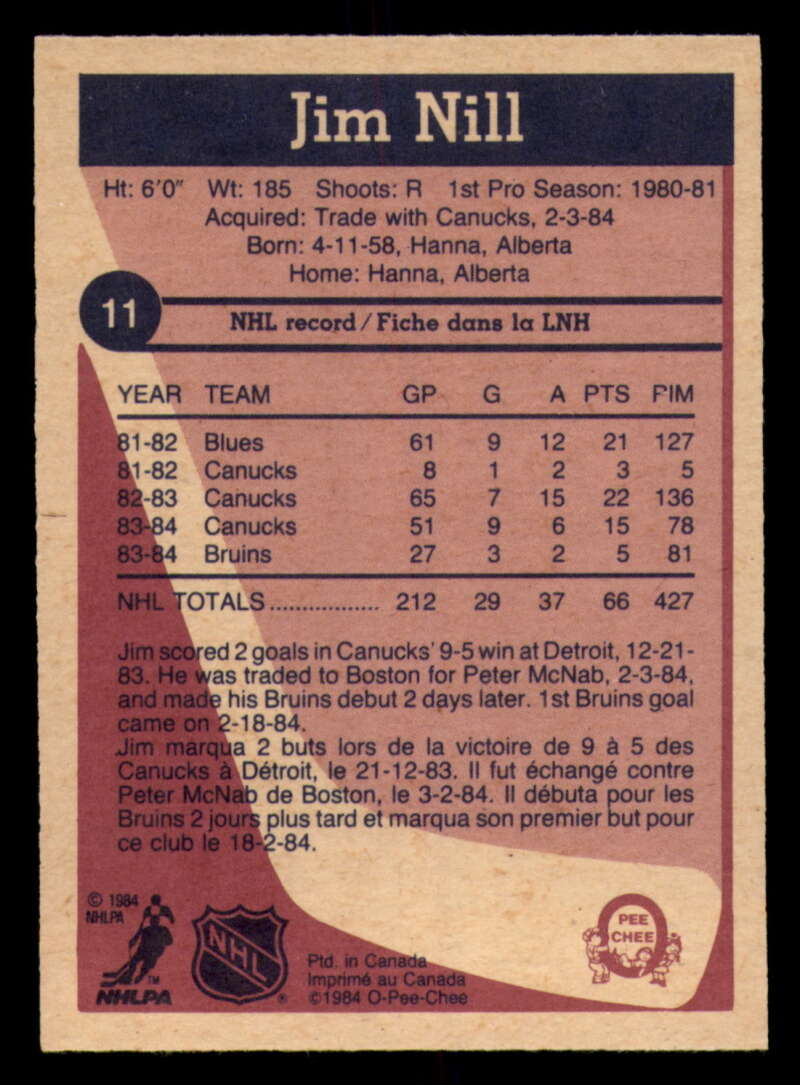 Jim Nill
Ht: 6'0" Wt: 185 Shoots: R 1st Pro Season: 1980-81
Acquired: Trade with Canucks, 2-3-84
Born: 4-11-58, Hanna, Alberta
Home: Hanna, Alberta
11
NHL record/Fiche dans la LNH
YEAR TEAM GP G A PTS PIM
81-82 Blues 61 9 12 21 127
81-82 Canucks 8 1 2 3 5
82-83 Canucks 65 7 15 22 136
83-84 Canucks 51 9 6 15 78
83-84 Bruins 27 3 2 5 81
NHL TOTALS................. 212 29 37 66 427
Jim scored 2 goals in Canucks' 9-5 win at Detroit, 12-21-
83. He was traded to Boston for Peter McNab, 2-3-84,
and made his Bruins debut 2 days later. 1st Bruins goal
came on 2-18-84.
Jim marqua 2 buts lors de la victoire de 9 à 5 des
Canucks à Détroit, le 21-12-83. Il fut échangé contre
Peter McNab de Boston, le 3-2-84. Il débuta pour les
Bruins 2 jours plus tard et marqua son premier but pour
ce club le 18-2-84.
© 1984
NHLPA
TM
NHLPA
NHL
®
Ptd. in Canada
Imprimé au Canada
©1984 O-Pee-Chee
O
PEE
CHEE